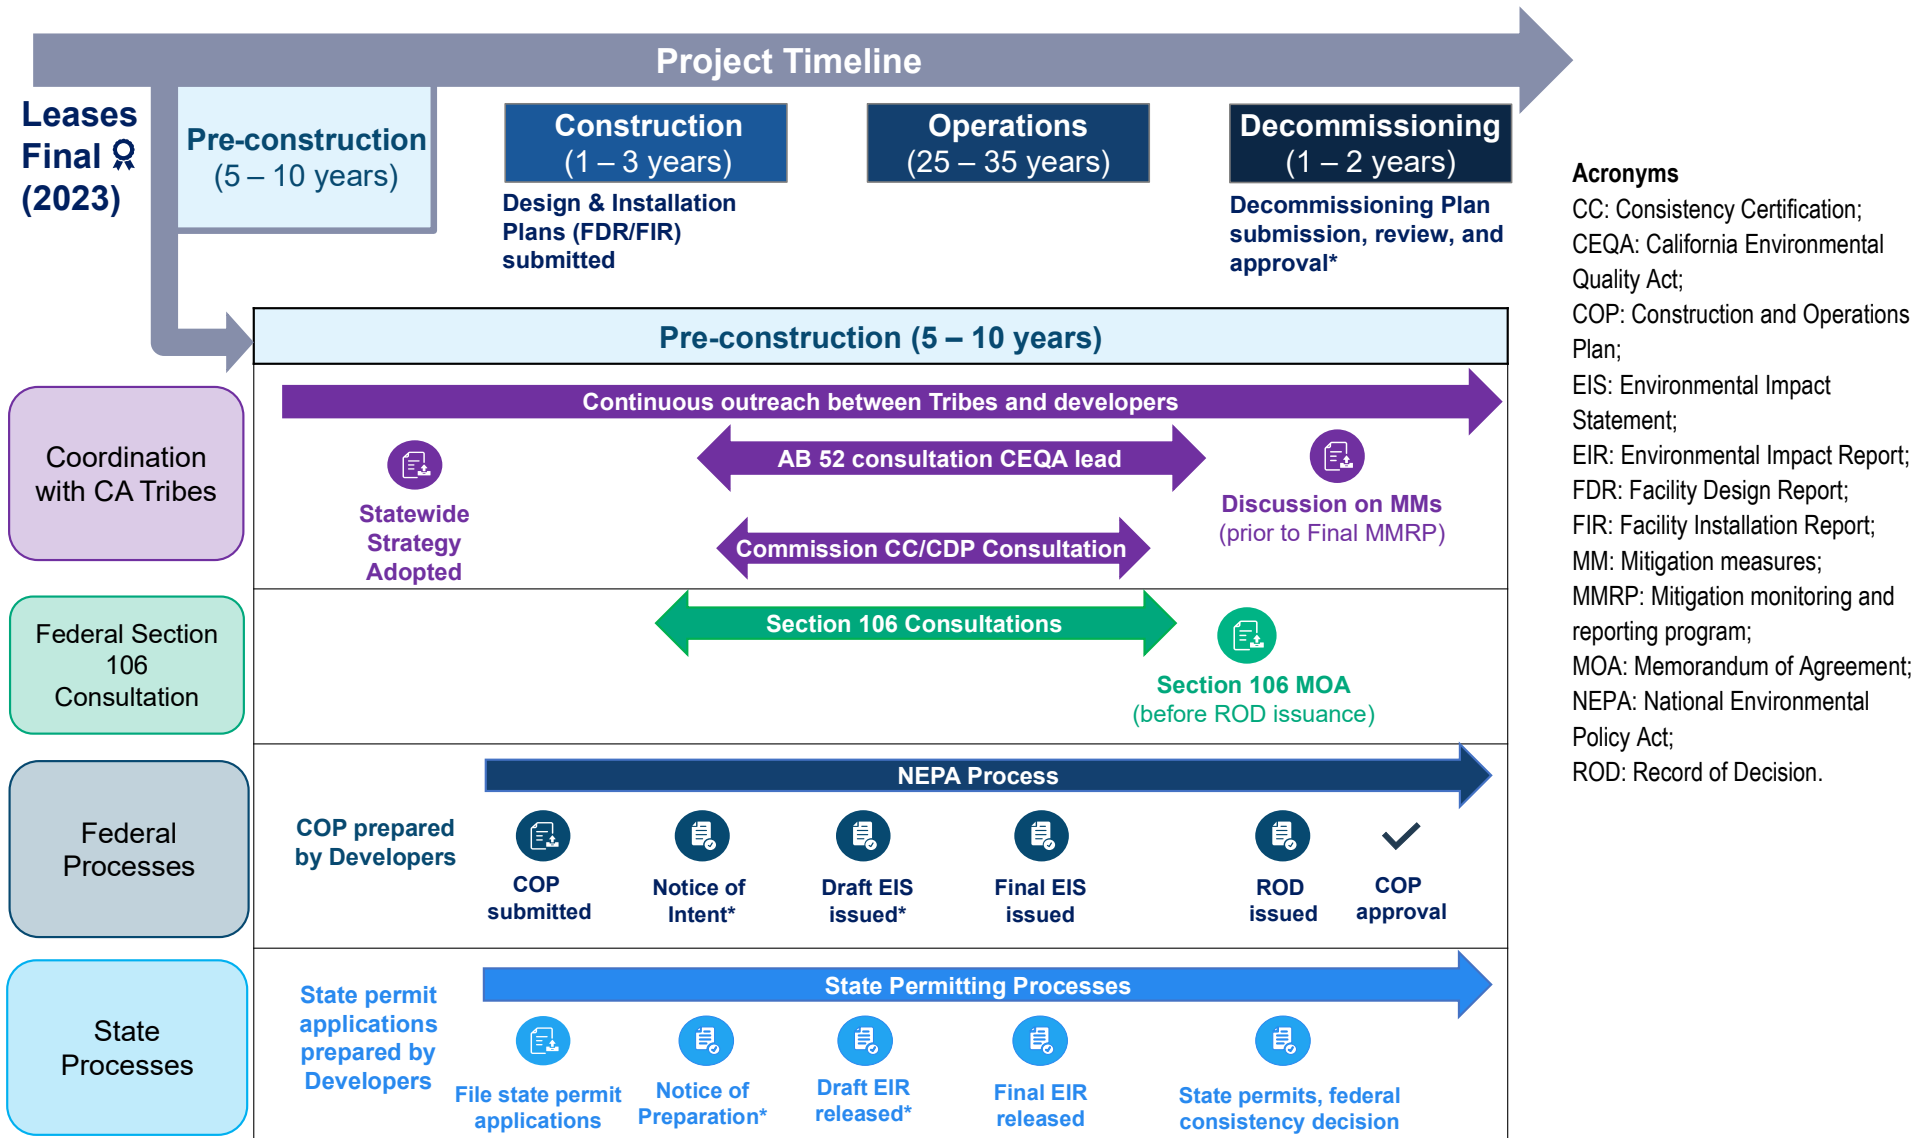 Project Timeline
Leases
Final
(2023)
Pre-construction
(5 – 10 years)
Construction
(1 – 3 years)
Design & Installation
Plans (FDR/FIR)
submitted
Operations
(25 – 35 years)
Decommissioning
(1 – 2 years)
Decommissioning Plan
submission, review, and
approval*
Pre-construction (5 – 10 years)
Coordination
with CA Tribes
Continuous outreach between Tribes and developers
Statewide
Strategy
Adopted
AB 52 consultation CEQA lead
Commission CC/CDP Consultation
Discussion on MMs
(prior to Final MMRP)
Federal Section
106
Consultation
Section 106 Consultations
Section 106 MOA
(before ROD issuance)
Federal
Processes
NEPA Process
COP prepared
by Developers
COP
submitted
Notice of
Intent*
Draft EIS
issued*
Final EIS
issued
ROD
issued
COP
approval
State
Processes
State Permitting Processes
State permit
applications
prepared by
Developers
File state permit
applications
Notice of
Preparation*
Draft EIR
released*
Final EIR
released
State permits, federal
consistency decision
Acronyms
CC: Consistency Certification;
CEQA: California Environmental
Quality Act;
COP: Construction and Operations
Plan;
EIS: Environmental Impact
Statement;
EIR: Environmental Impact Report;
FDR: Facility Design Report;
FIR: Facility Installation Report;
MM: Mitigation measures;
MMRP: Mitigation monitoring and
reporting program;
MOA: Memorandum of Agreement;
NEPA: National Environmental
Policy Act;
ROD: Record of Decision.